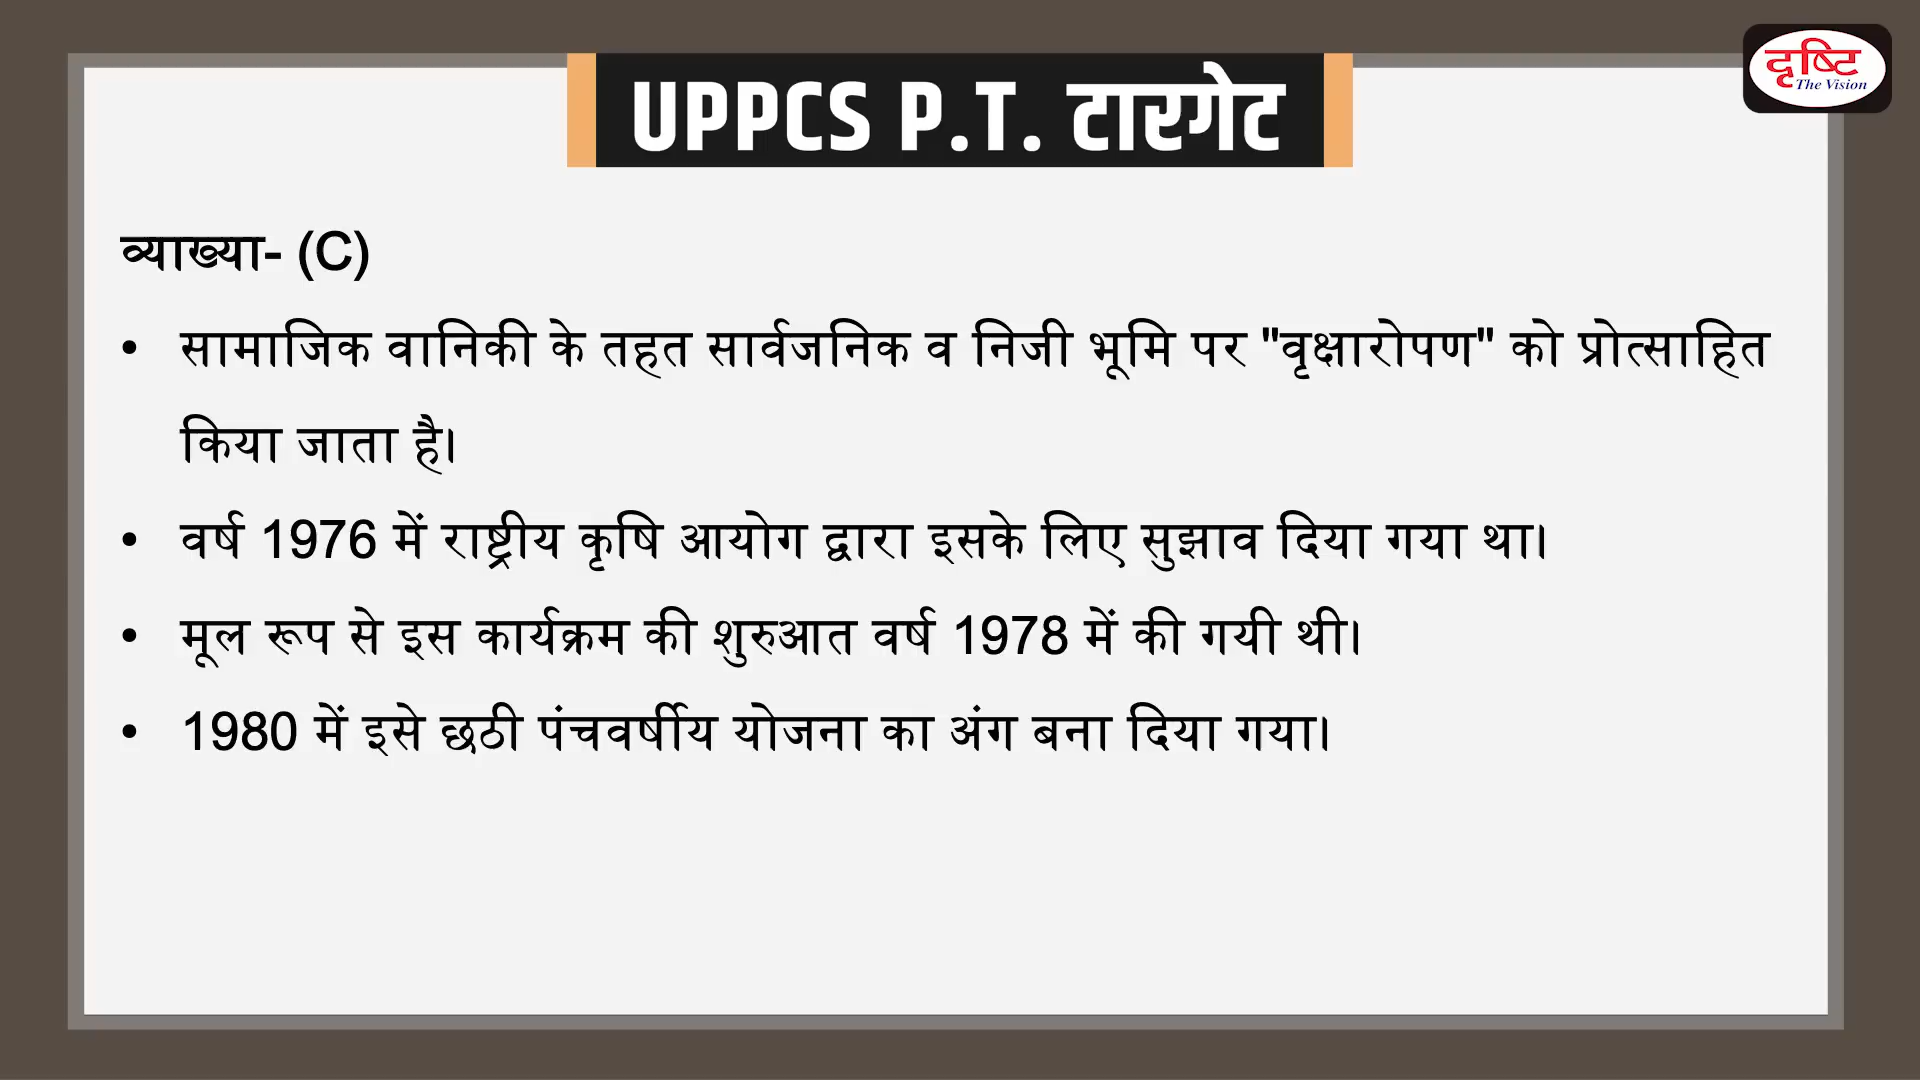 दृष्टि
The Vision
UPPCS P.T. टारगेट
व्याख्या- (C)
• सामाजिक वानिकी के तहत सार्वजनिक व निजी भूमि पर "वृक्षारोपण" को प्रोत्साहित
किया जाता है।
• वर्ष 1976 में राष्ट्रीय कृषि आयोग द्वारा इसके लिए सुझाव दिया गया था।
• मूल रूप से इस कार्यक्रम की शुरुआत वर्ष 1978 में की गयी थी।
• 1980 में इसे छठी पंचवर्षीय योजना का अंग बना दिया गया।